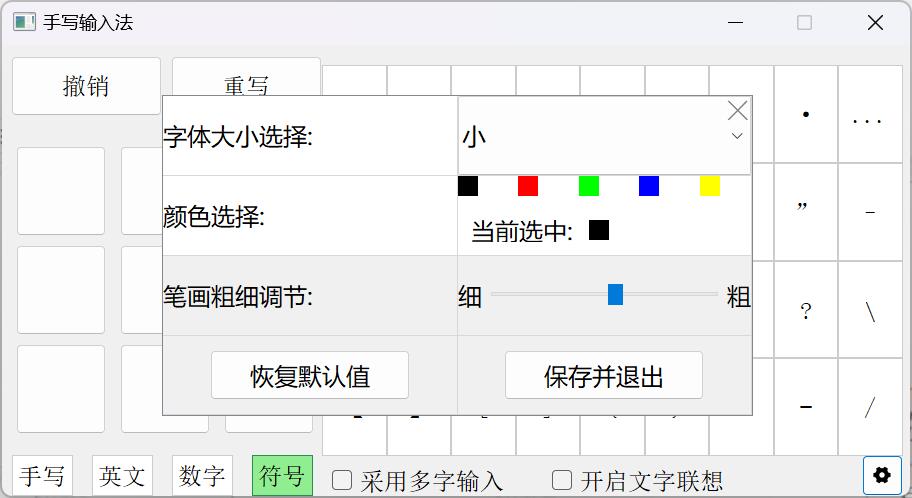 手写输入法
撤销 重写
字体大小选择: 小
颜色选择: 当前选中:
笔画粗细调节: 细 粗
恢复默认值 保存并退出
· ...
” -
? \
- /
手写 英文 数字 符号 采用多字输入 开启文字联想